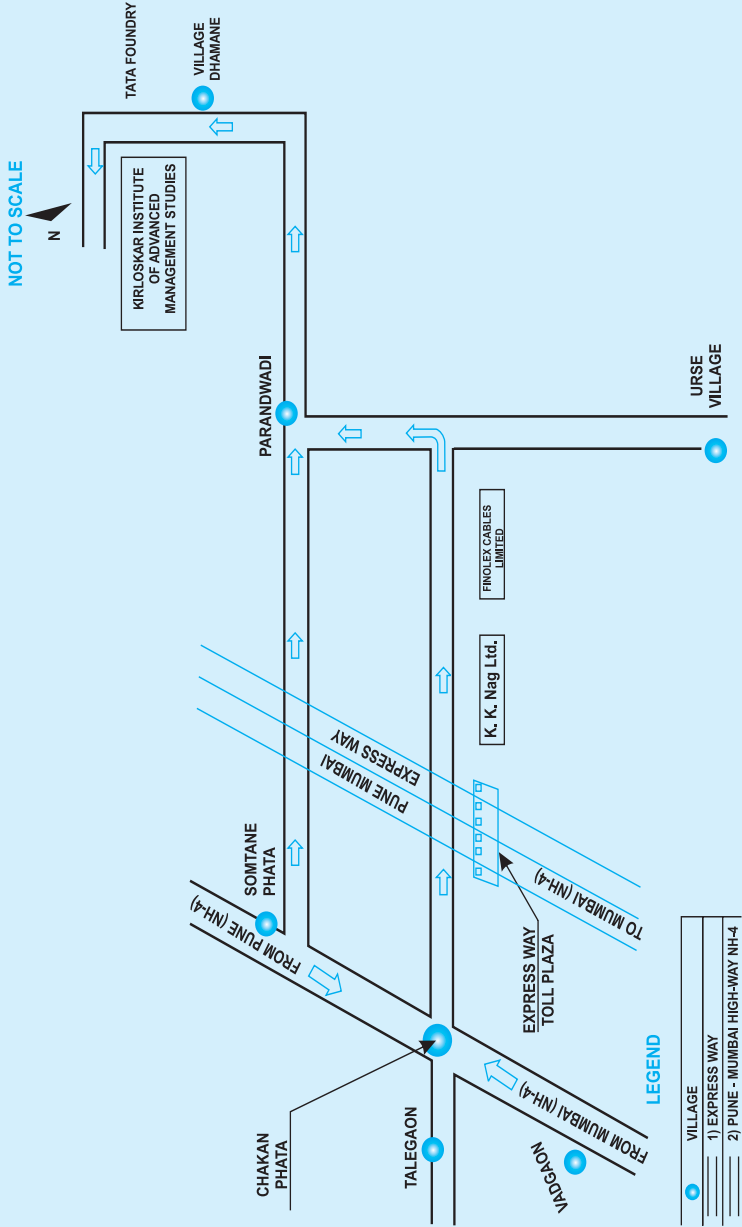 NOT TO SCALE
N
TATA FOUNDRY
VILLAGE
DHAMANE
KIRLOSKAR INSTITUTE
OF ADVANCED
MANAGEMENT STUDIES
PARANDWADI
URSE
VILLAGE
FINOLEX CABLES
LIMITED
K. K. Nag Ltd.
PUNE MUMBAI
EXPRESS WAY
SOMTANE
PHATA
FROM PUNE (NH-4)
TO MUMBAI (NH-4)
EXPRESS WAY
TOLL PLAZA
CHAKAN
PHATA
TALEGAON
VADGAON
FROM MUMBAI (NH-4)
LEGEND
VILLAGE
1) EXPRESS WAY
2) PUNE - MUMBAI HIGH-WAY NH-4